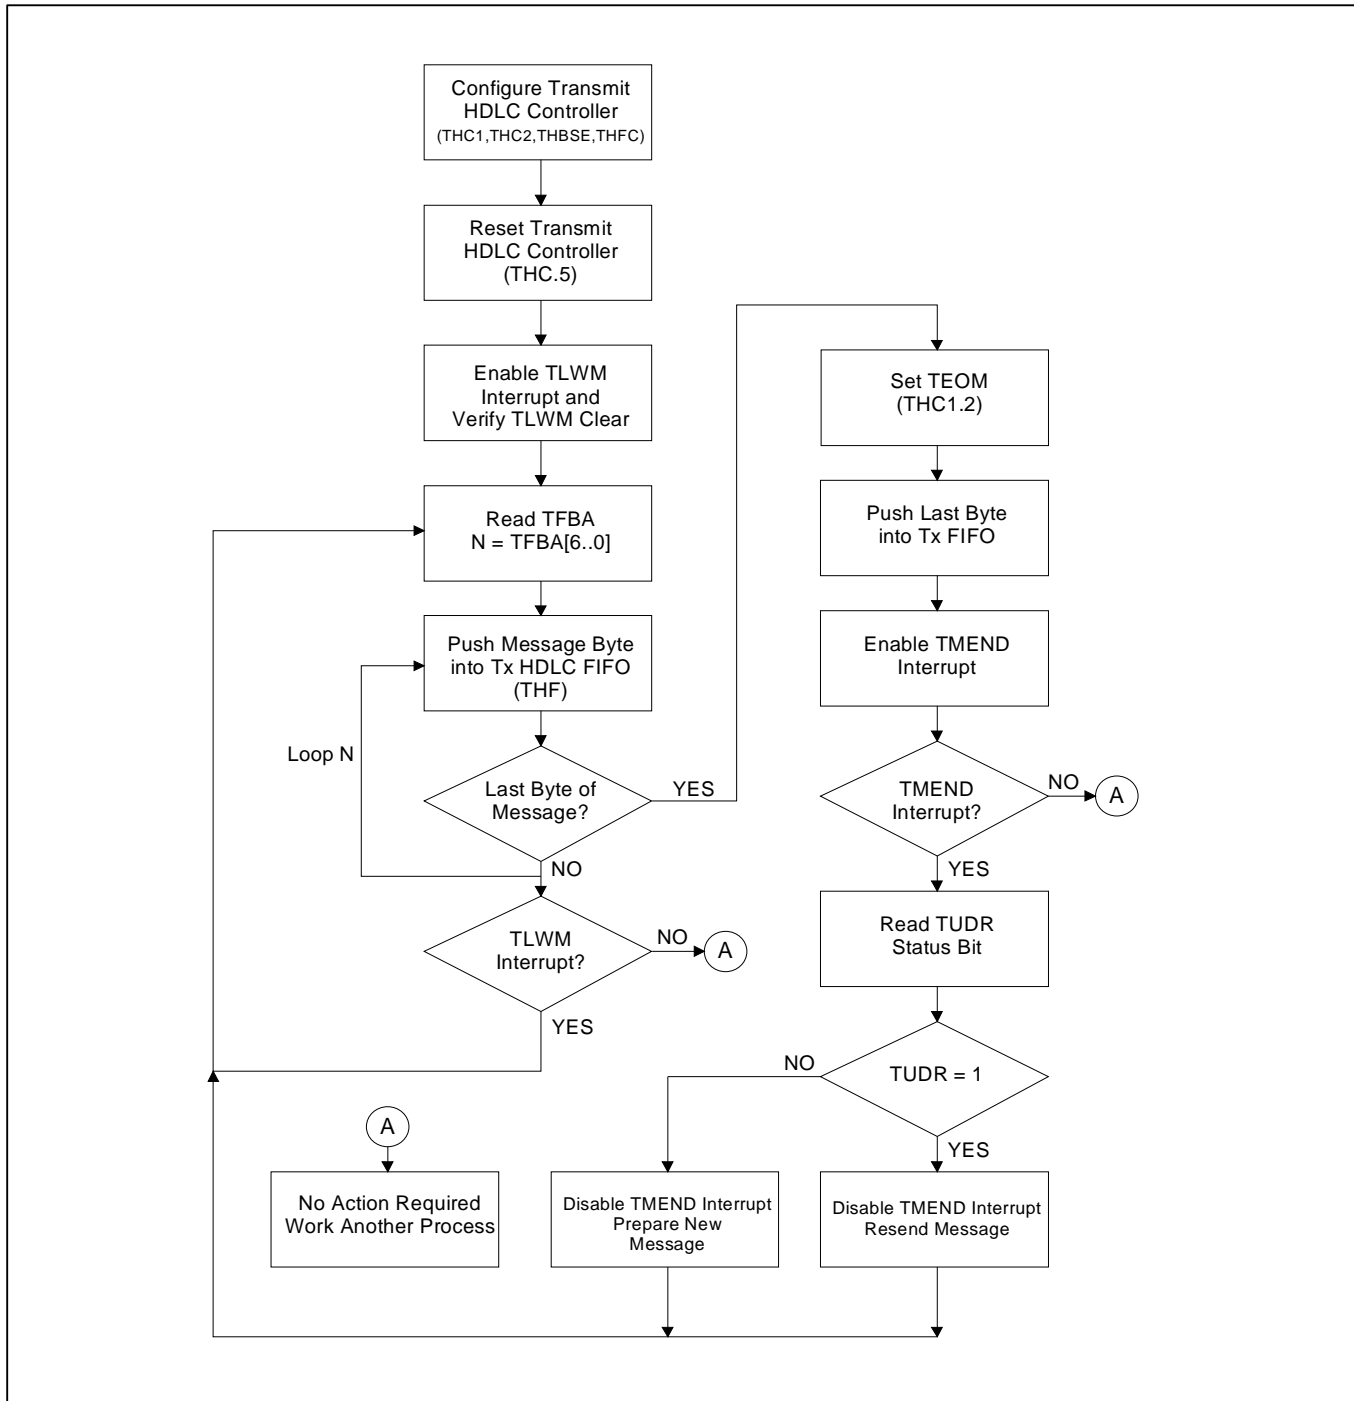 Configure Transmit
HDLC Controller
(THC1,THC2,THBSE,THFC)
Reset Transmit
HDLC Controller
(THC.5)
Enable TLWM
Interrupt and
Verify TLWM Clear
Read TFBA
N = TFBA[6..0]
Push Message Byte
into Tx HDLC FIFO
(THF)
Loop N
Last Byte of
Message?
YES
NO
TLWM
Interrupt?
NO
A
YES
A
No Action Required
Work Another Process
Set TEOM
(THC1.2)
Push Last Byte
into Tx FIFO
Enable TMEND
Interrupt
TMEND
Interrupt?
NO
A
YES
Read TUDR
Status Bit
TUDR = 1
NO
YES
Disable TMEND Interrupt
Prepare New
Message
Disable TMEND Interrupt
Resend Message